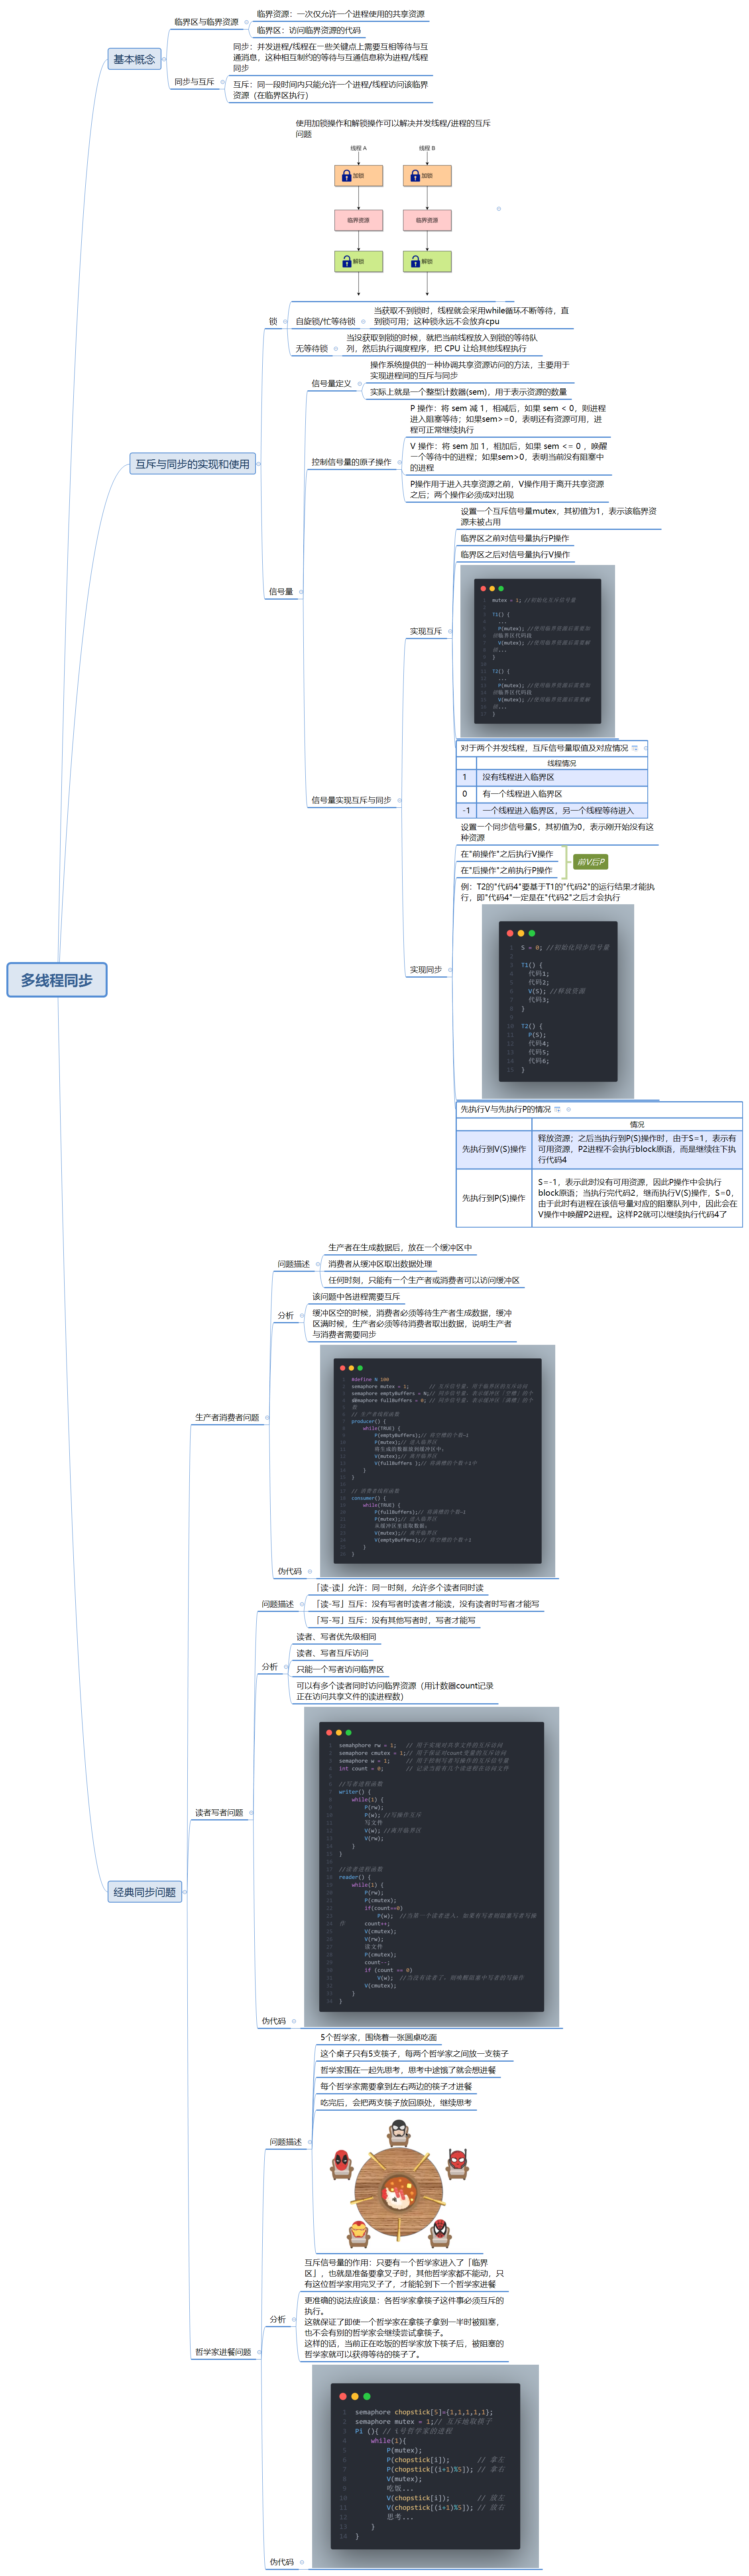 多线程同步
基本概念
临界区与临界资源
临界资源：一次仅允许一个进程使用的共享资源
临界区：访问临界资源的代码
同步与互斥
同步：并发进程/线程在一些关键点上需要互相等待与互
通消息，这种相互制约的等待与互通信息称为进程/线程
同步
互斥：同一段时间内只能允许一个进程/线程访问该临界
资源（在临界区执行）
互斥与同步的实现和使用
锁
使用加锁操作和解锁操作可以解决并发线程/进程的互斥
问题
线程 A
线程 B
加锁
加锁
临界资源
临界资源
解锁
解锁
自旋锁/忙等待锁
当获取不到锁时，线程就会采用while循环不断等待，直
到锁可用；这种锁永远不会放弃cpu
无等待锁
当没获取到锁的时候，就把当前线程放入到锁的等待队
列，然后执行调度程序，把 CPU 让给其他线程执行
信号量
信号量定义
操作系统提供的一种协调共享资源访问的方法，主要用于
实现进程间的互斥与同步
实际上就是一个整型计数器(sem)，用于表示资源的数量
控制信号量的原子操作
P 操作：将 sem 减 1，相减后，如果 sem < 0，则进程
进入阻塞等待；如果sem>=0，表明还有资源可用，进
程可正常继续执行
V 操作：将 sem 加 1，相加后，如果 sem <= 0 ，唤醒
一个等待中的进程；如果sem>0，表明当前没有阻塞中
的进程
P操作用于进入共享资源之前，V操作用于离开共享资源
之后；两个操作必须成对出现
信号量实现互斥与同步
实现互斥
设置一个互斥信号量mutex，其初值为1，表示该临界资
源未被占用
临界区之前对信号量执行P操作
临界区之后对信号量执行V操作
1 mutex = 1; //初始化互斥信号量
2
3 T1() {
4 ...
5 P(mutex); //使用临界资源前需要加
6 锁临界区代码段
7 V(mutex); //使用临界资源后需要解
8 锁...
9 }
10
11 T2() {
12 ...
13 P(mutex); //使用临界资源前需要加
14 锁临界区代码段
15 V(mutex); //使用临界资源后需要解
16 锁...
17 }
对于两个并发线程，互斥信号量取值及对应情况
线程情况
1 没有线程进入临界区
0 有一个线程进入临界区
-1 一个线程进入临界区，另一个线程等待进入
实现同步
设置一个同步信号量S，其初值为0，表示刚开始没有这
种资源
在"前操作"之后执行V操作
在"后操作"之前执行P操作
前V后P
例：T2的"代码4"要基于T1的"代码2"的运行结果才能执
行，即"代码4"一定是在"代码2"之后才会执行
1 S = 0; //初始化同步信号量
2
3 T1() {
4 代码1;
5 代码2;
6 V(S); //释放资源
7 代码3;
8 }
9
10 T2() {
11 P(S);
12 代码4;
13 代码5;
14 代码6;
15 }
先执行V与先执行P的情况
情况
先执行到V(S)操作
释放资源；之后当执行到P(S)操作时，由于S=1，表示有
可用资源，P2进程不会执行block原语，而是继续往下执
行代码4
先执行到P(S)操作
S=-1，表示此时没有可用资源，因此P操作中会执行
block原语；当执行完代码2，继而执行V(S)操作，S=0，
由于此时有进程在该信号量对应的阻塞队列中，因此会在
V操作中唤醒P2进程。这样P2就可以继续执行代码4了
经典同步问题
生产者消费者问题
问题描述
生产者在生成数据后，放在一个缓冲区中
消费者从缓冲区取出数据处理
任何时刻，只能有一个生产者或消费者可以访问缓冲区
分析
该问题中各进程需要互斥
缓冲区空的时候，消费者必须等待生产者生成数据，缓冲
区满时候，生产者必须等待消费者取出数据，说明生产者
与消费者需要同步
伪代码
#define N 100
semaphore mutex = 1; // 互斥信号量，用于临界区的互斥访问
semaphore emptyBuffers = N;// 同步信号量，表示缓冲区「空槽」的个
// 生产者线程函数
producer() {
while(TRUE) {
P(emptyBuffers);// 将空槽的个数-1
P(mutex);// 进入临界区
将生成的数据放到缓冲区中;
V(mutex);// 离开临界区
}
}
// 消费者线程函数
consumer() {
while(TRUE) {
P(fullBuffers);// 将满槽的个数-1
P(mutex);// 进入临界区
从缓冲区里读取数据;
V(mutex);// 离开临界区
V(emptyBuffers);// 将空槽的个数+1
}
}
读者写者问题
问题描述
「读-读」允许：同一时刻，允许多个读者同时读
「读-写」互斥：没有写者时读者才能读，没有读者时写者才能写
「写-写」互斥：没有其他写者时，写者才能写
分析
读者、写者优先级相同
读者、写者互斥访问
只能一个写者访问临界区
可以有多个读者同时访问临界资源（用计数器count记录
正在访问共享文件的读进程数）
伪代码
semahphore rw = 1; // 用于实现对共享文件的互斥访问
semaphore cmutex = 1;// 用于保证对count变量的互斥访问
semaphore w = 1; // 用于控制写者写操作的互斥信号量
int count = 0; // 记录当前有几个读进程在访问文件
//写者进程函数
writer() {
while(1) {
P(rw);
P(w); //写操作互斥
写文件
V(w); //离开临界区
V(rw);
}
}
//读者进程函数
reader() {
while(1) {
P(rw);
P(cmutex);
if(count==0)
P(w); //当第一个读者进入，如果有写者则阻塞写者写操
作 count++;
V(cmutex);
V(rw);
读文件
P(cmutex);
count--;
if (count == 0)
V(w); //当没有读者了，则唤醒阻塞中写者的写操作
V(cmutex);
}
}
哲学家进餐问题
问题描述
5个哲学家，围绕着一张圆桌吃面
这个桌子只有5支筷子，每两个哲学家之间放一支筷子
哲学家围在一起先思考，思考中途饿了就会想进餐
每个哲学家需要拿到左右两边的筷子才进餐
吃完后，会把两支筷子放回原处，继续思考
分析
互斥信号量的作用：只要有一个哲学家进入了「临界
区」，也就是准备要拿叉子时，其他哲学家都不能动，只
有这位哲学家用完叉子了，才能轮到下一个哲学家进餐
更准确的说法应该是：各哲学家拿筷子这件事必须互斥的
执行。
这就保证了即使一个哲学家在拿筷子拿到一半时被阻塞，
也不会有别的哲学家会继续尝试拿筷子。
这样的话，当前正在吃饭的哲学家放下筷子后，被阻塞的
哲学家就可以获得等待的筷子了。
伪代码
1 semaphore chopstick[5]={1,1,1,1,1};
2 semaphore mutex = 1;// 互斥地取筷子
3 Pi (){ // i号哲学家的进程
4 while(1){
5 P(mutex);
6 P(chopstick[i]); // 拿左
7 P(chopstick[(i+1)%5]); // 拿右
8 V(mutex);
9 吃饭...
10 V(chopstick[i]); // 放左
11 V(chopstick[(i+1)%5]); // 放右
12 思考...
13 }
14 }